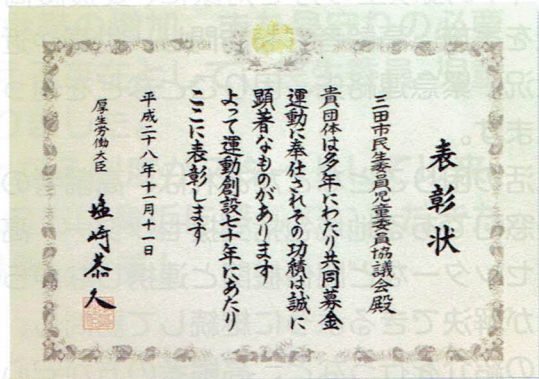 表彰状
三田市民生委員児童委員協議会殿
貴団体は多年にわたり共同募金
運動に奉仕されその功績は誠に
顕著なものがあります
よって運動創設七十年にあたり
ここに表彰します
平成二十八年十一月十一日
厚生労働大臣 塩崎恭久